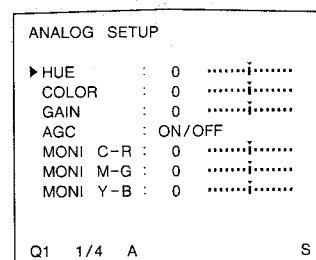 ANALOG SETUP
▶HUE : 0 ·······i·······
COLOR : 0 ·······i·······
GAIN : 0 ·······i·······
AGC : ON/OFF
MONI C-R : 0 ·······i·······
MONI M-G : 0 ·······i·······
MONI Y-B : 0 ·······i·······
Q1 1/4 A S